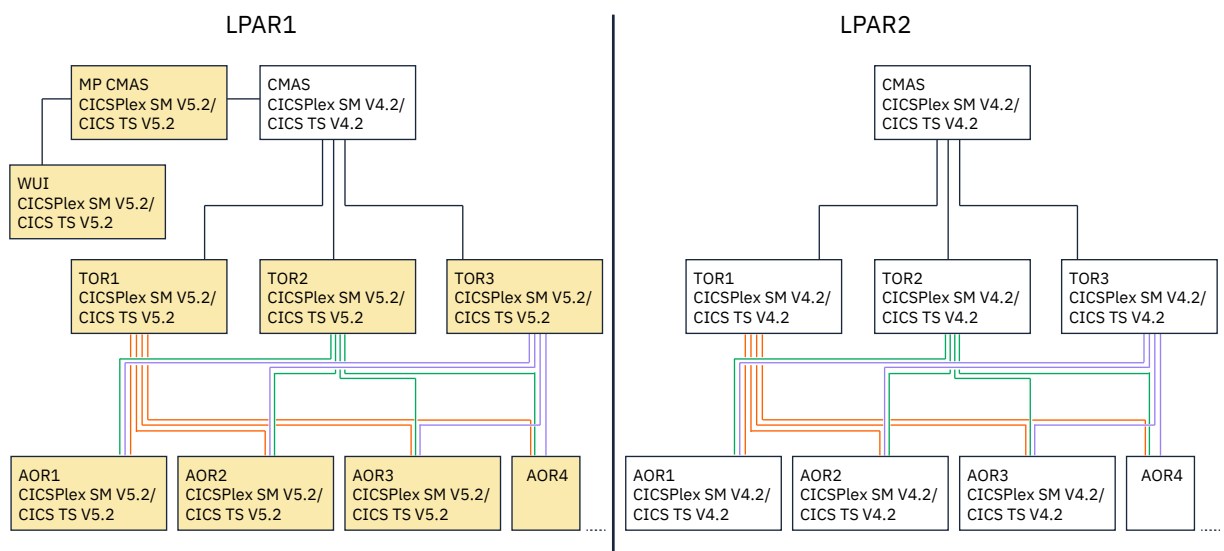 LPAR1
MP CMAS
CICSPlex SM V5.2/
CICS TS V5.2
CMAS
CICSPlex SM V4.2/
CICS TS V4.2
WUI
CICSPlex SM V5.2/
CICS TS V5.2
TOR1
CICSPlex SM V5.2/
CICS TS V5.2
TOR2
CICSPlex SM V5.2/
CICS TS V5.2
TOR3
CICSPlex SM V5.2/
CICS TS V5.2
AOR1
CICSPlex SM V5.2/
CICS TS V5.2
AOR2
CICSPlex SM V5.2/
CICS TS V5.2
AOR3
CICSPlex SM V5.2/
CICS TS V5.2
AOR4
LPAR2
CMAS
CICSPlex SM V4.2/
CICS TS V4.2
TOR1
CICSPlex SM V4.2/
CICS TS V4.2
TOR2
CICSPlex SM V4.2/
CICS TS V4.2
TOR3
CICSPlex SM V4.2/
CICS TS V4.2
AOR1
CICSPlex SM V4.2/
CICS TS V4.2
AOR2
CICSPlex SM V4.2/
CICS TS V4.2
AOR3
CICSPlex SM V4.2/
CICS TS V4.2
AOR4